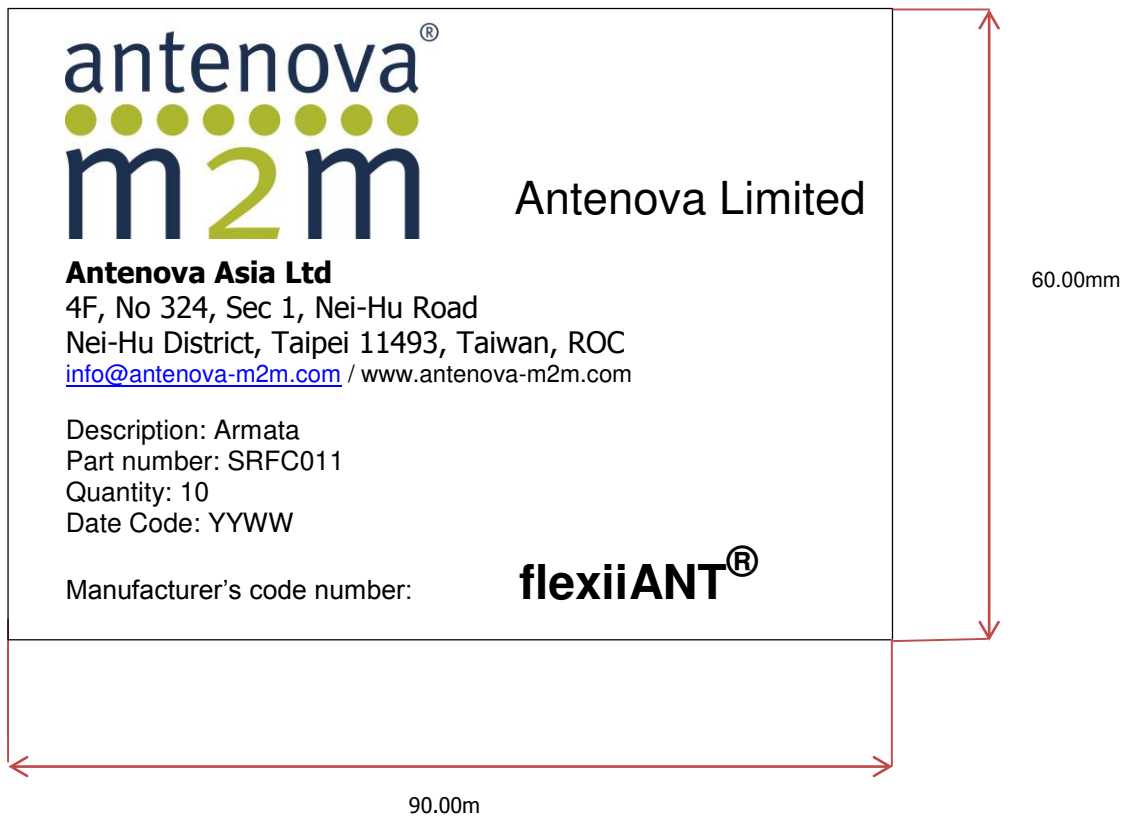 antenova®
m2m
Antenova Limited
60.00mm
Antenova Asia Ltd
4F, No 324, Sec 1, Nei-Hu Road
Nei-Hu District, Taipei 11493, Taiwan, ROC
info@antenova-m2m.com / www.antenova-m2m.com
Description: Armata
Part number: SRFC011
Quantity: 10
Date Code: YYWW
Manufacturer’s code number: flexiiANT®
90.00m